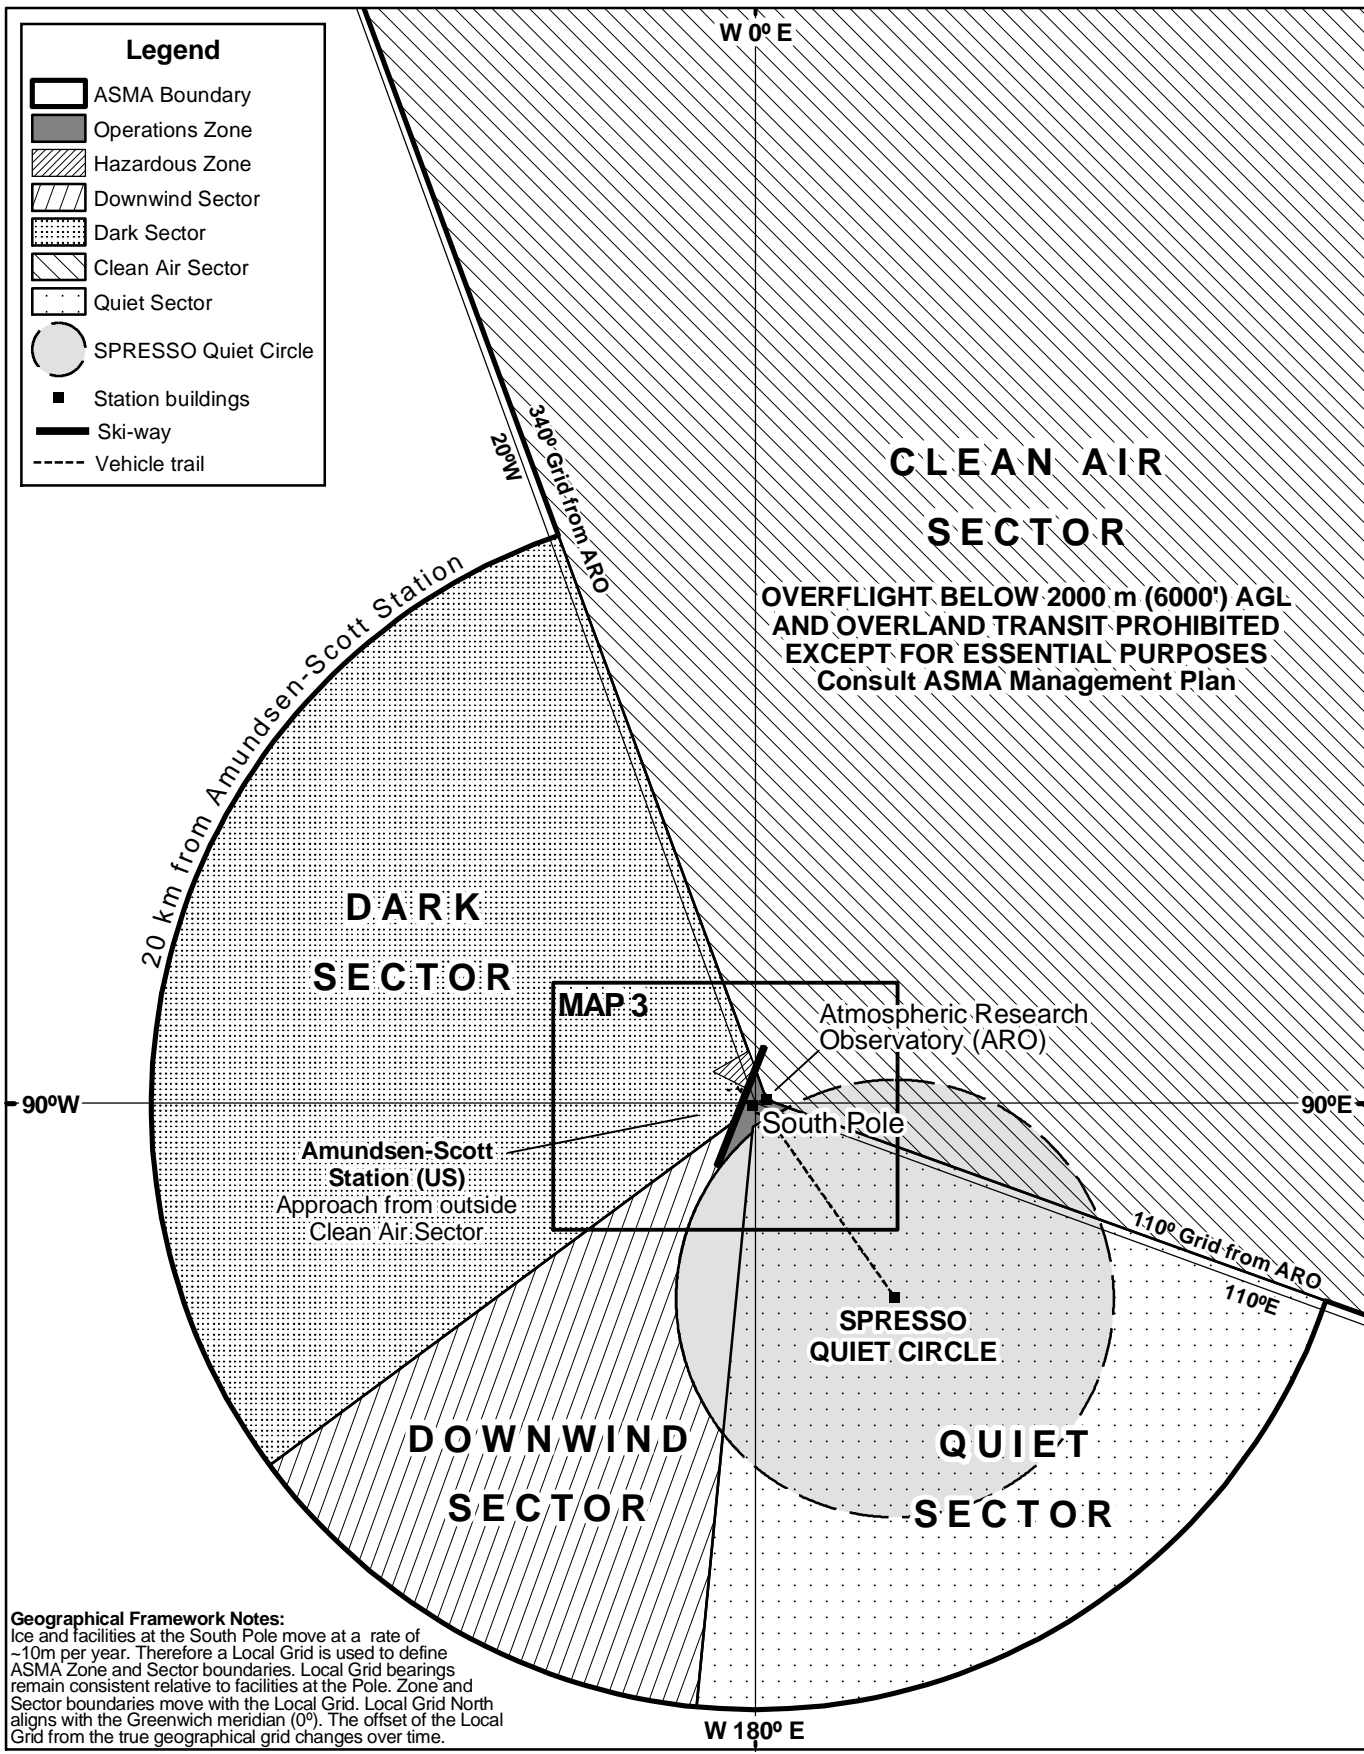 W 0º E
Legend
ASMA Boundary
Operations Zone
Hazardous Zone
Downwind Sector
Dark Sector
Clean Air Sector
Quiet Sector
SPRESSO Quiet Circle
Station buildings
Ski-way
Vehicle trail
340º Grid from ARO
20ºW
CLEAN AIR
SECTOR
OVERFLIGHT BELOW 2000 m (6000') AGL
AND OVERLAND TRANSIT PROHIBITED
EXCEPT FOR ESSENTIAL PURPOSES
Consult ASMA Management Plan
20 km from Amundsen-Scott Station
DARK
SECTOR
MAP 3
Atmospheric Research
Observatory (ARO)
90ºW
90ºE
South Pole
Amundsen-Scott
Station (US)
Approach from outside
Clean Air Sector
110º Grid from ARO
110ºE
SPRESSO
QUIET CIRCLE
DOWNWIND
SECTOR
QUIET
SECTOR
Geographical Framework Notes:
Ice and facilities at the South Pole move at a rate of
~10m per year. Therefore a Local Grid is used to define
ASMA Zone and Sector boundaries. Local Grid bearings
remain consistent relative to facilities at the Pole. Zone and
Sector boundaries move with the Local Grid. Local Grid North
aligns with the Greenwich meridian (0º). The offset of the Local
Grid from the true geographical grid changes over time.
W 180º E